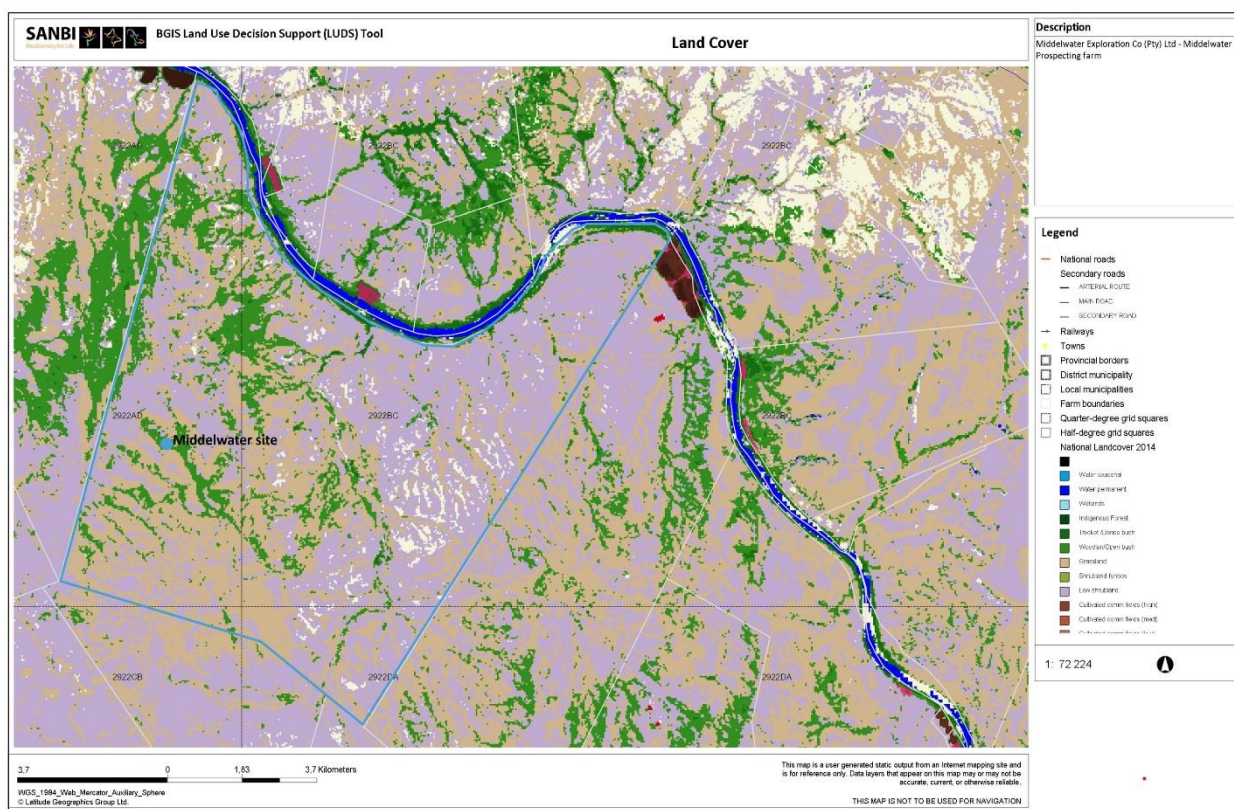 SANBI
Biodiversity for Life
BGIS Land Use Decision Support (LUDS) Tool
Land Cover
Description
Middelwater Exploration Co (Pty) Ltd - Middelwater
Prospecting farm
2922BC
2922BC
2922AD
2922BC
2922BC
Middelwater site
2922CB
2922DA
2922DA
Legend
National roads
Secondary roads
ARTERIAL ROUTE
MAIN ROAD
SECONDARY ROAD
Railways
Towns
Provincial borders
District municipality
Local municipalities
Farm boundaries
Quarter-degree grid squares
Half-degree grid squares
National Landcover 2014
Water seasonal
Water permanent
Wetlands
Indigenous Forest
Thicket /Dense bush
Woodlan/Open bush
Grassland
Shrubland fynbos
Low shrubland
Cultivated comm fields (high)
Cultivated comm fields (med)
1: 72 224
3,7
0
1,83
3,7 Kilometers
WGS_1984_Web_Mercator_Auxiliary_Sphere
© Latitude Geographics Group Ltd.
This map is a user generated static output from an Internet mapping site and
is for reference only. Data layers that appear on this map may or may not be
accurate, current, or otherwise reliable.
THIS MAP IS NOT TO BE USED FOR NAVIGATION